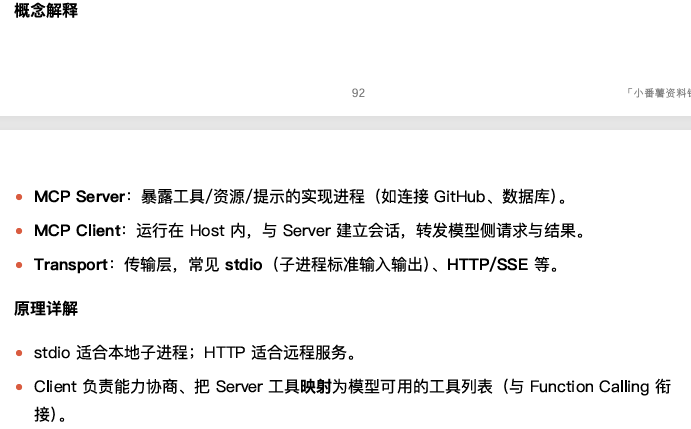 概念解释
92
「小番薯资料
MCP Server：暴露工具/资源/提示的实现进程（如连接 GitHub、数据库）。
MCP Client：运行在 Host 内，与 Server 建立会话，转发模型侧请求与结果。
Transport：传输层，常见 stdio（子进程标准输入输出）、HTTP/SSE 等。
原理详解
stdio 适合本地子进程；HTTP 适合远程服务。
Client 负责能力协商、把 Server 工具映射为模型可用的工具列表（与 Function Calling 衔
接）。